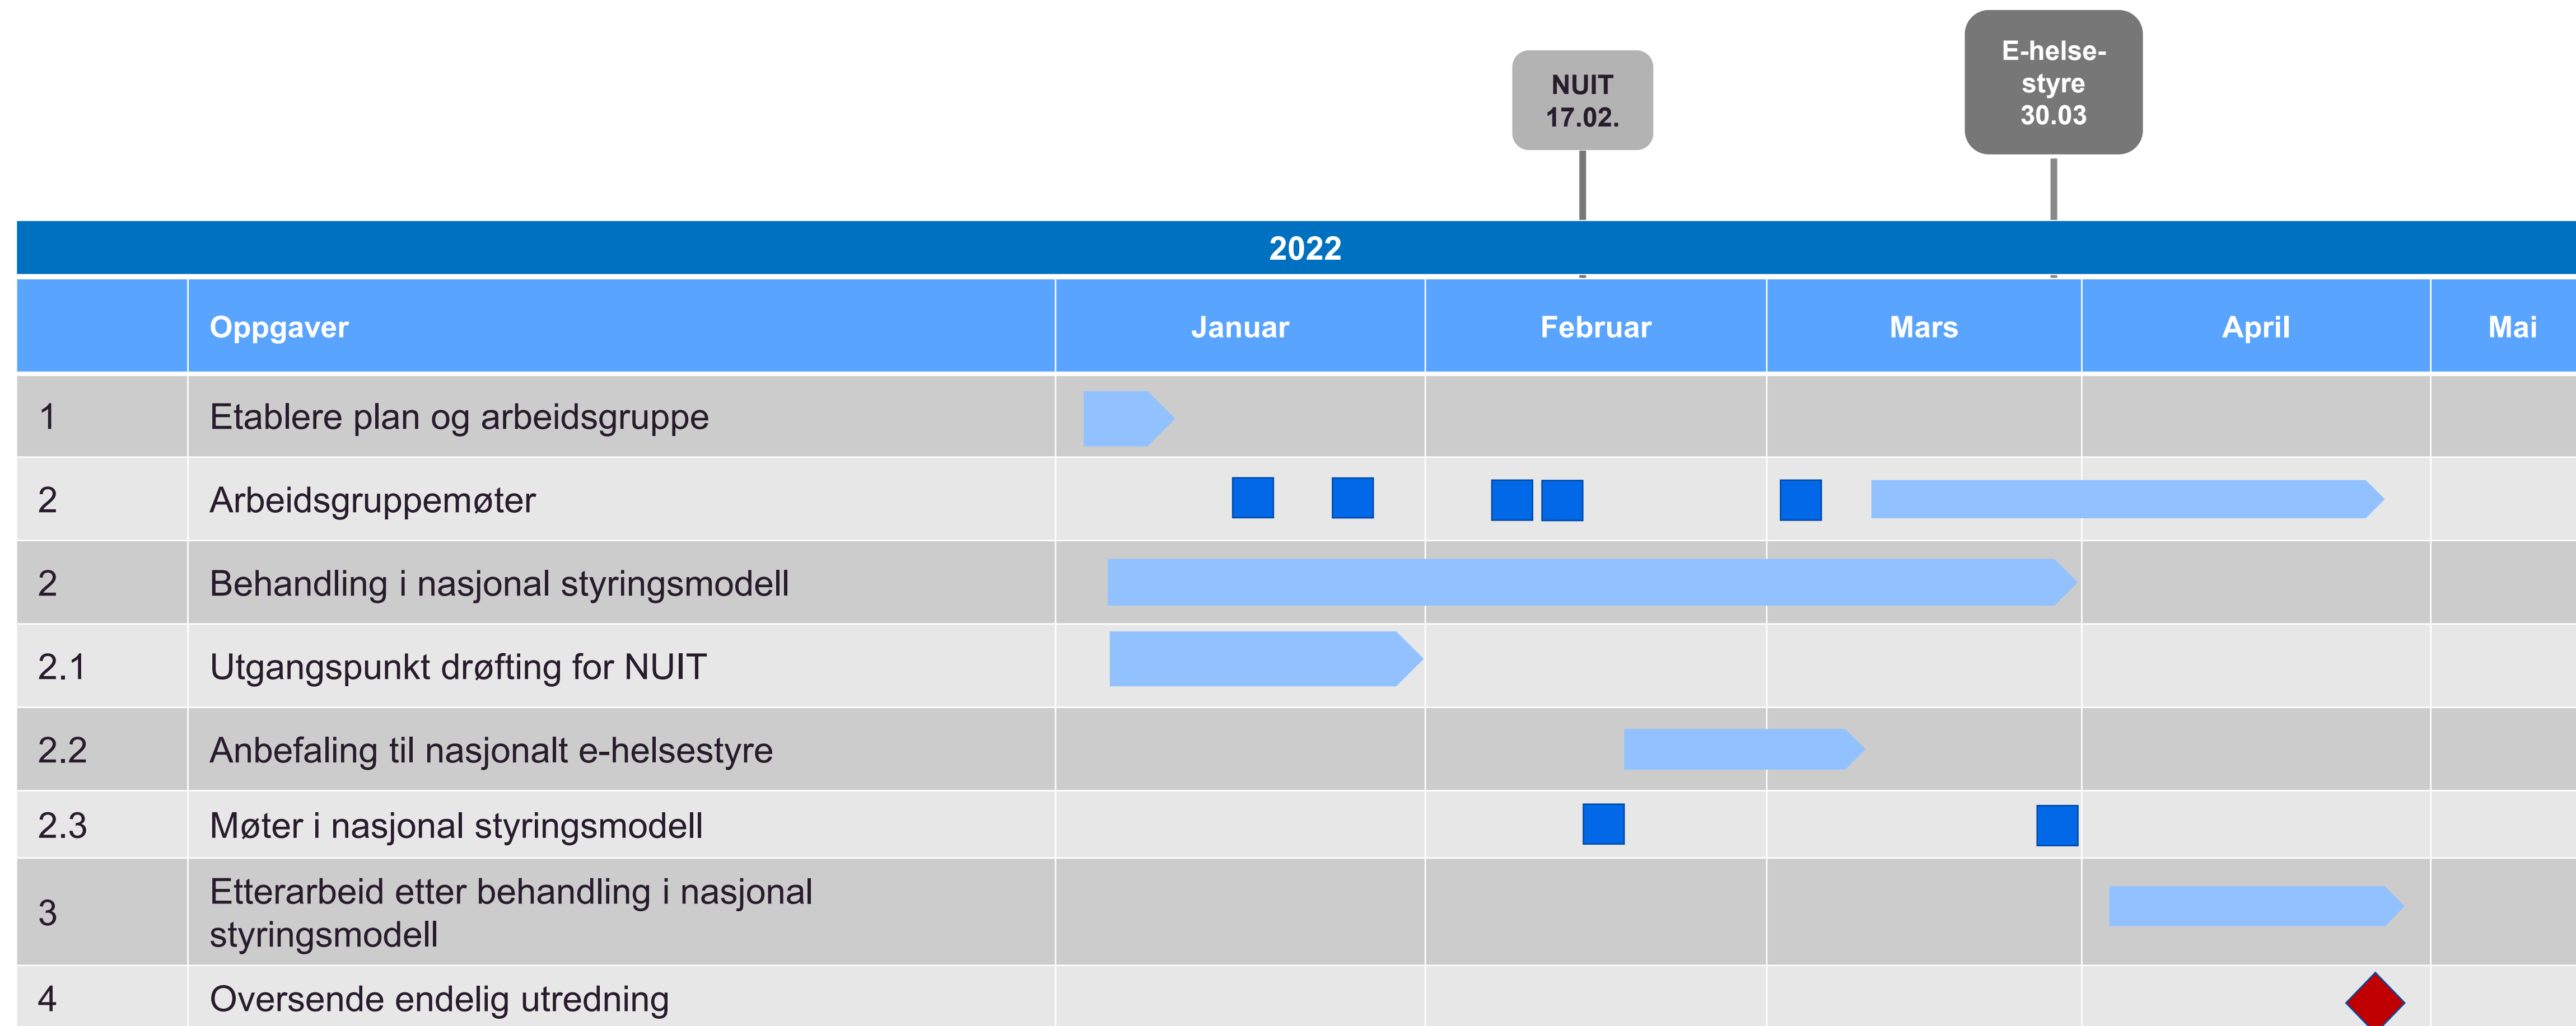 NUIT
17.02.
E-helse-
styre
30.03
2022
Oppgaver Januar Februar Mars April Mai
1 Etablere plan og arbeidsgruppe
2 Arbeidsgruppemøter
2 Behandling i nasjonal styringsmodell
2.1 Utgangspunkt drøfting for NUIT
2.2 Anbefaling til nasjonalt e-helsestyre
2.3 Møter i nasjonal styringsmodell
3 Etterarbeid etter behandling i nasjonal
styringsmodell
4 Oversende endelig utredning